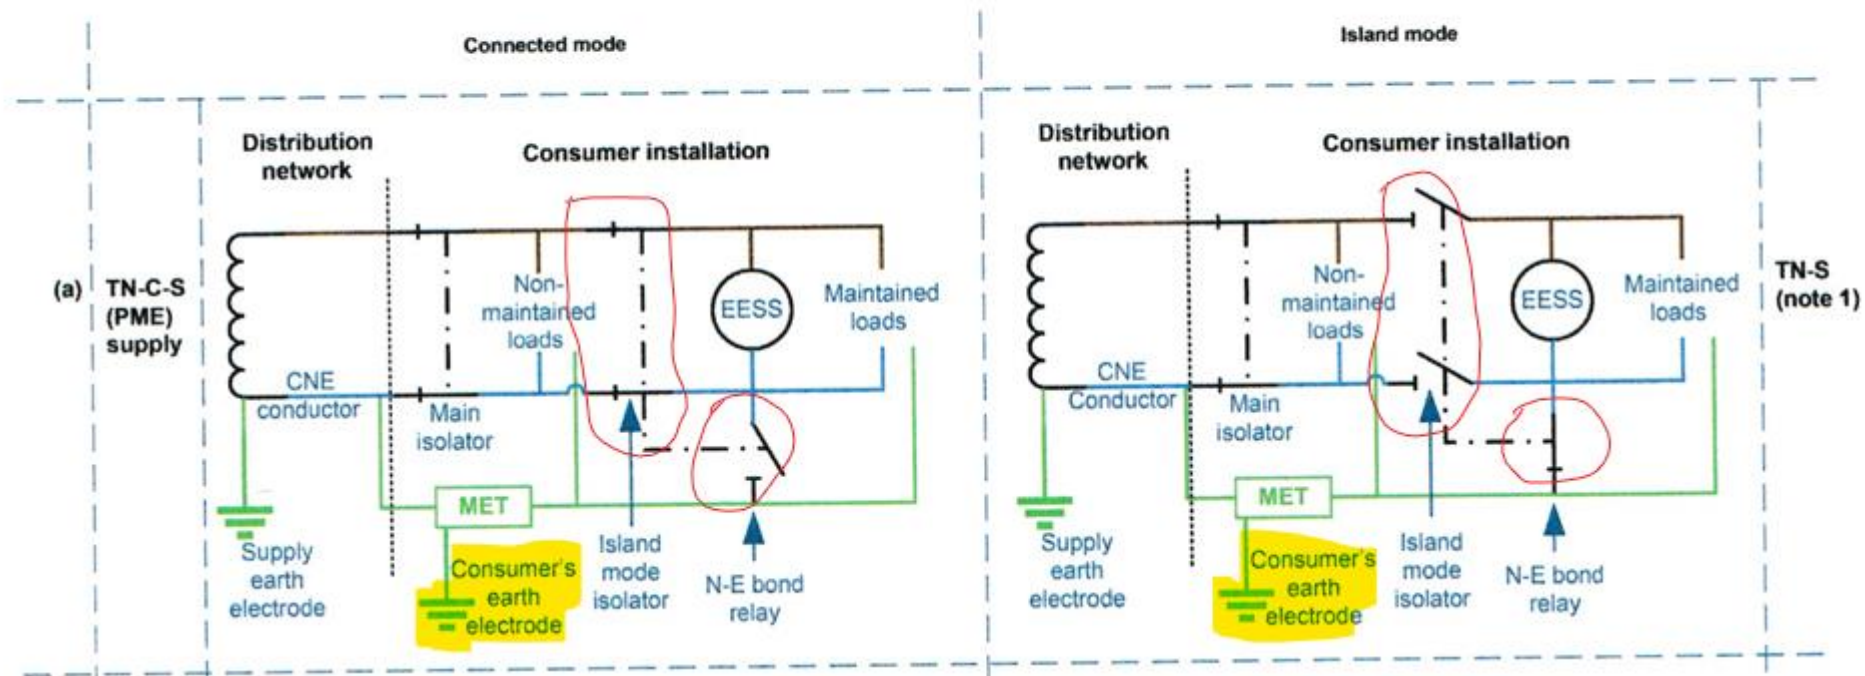 Connected mode
Island mode
(a)
TN-C-S
(PME)
supply
Distribution
network
Consumer installation
Non-
maintained
loads
EESS
Maintained
loads
CNE
conductor
Main
isolator
MET
Supply
earth
electrode
Consumer's
earth
electrode
Island
mode
isolator
N-E bond
relay
Distribution
network
Consumer installation
Non-
maintained
loads
EESS
Maintained
loads
CNE
Conductor
Main
isolator
MET
Supply
earth
electrode
Consumer's
earth
electrode
Island
mode
isolator
N-E bond
relay
TN-S
(note 1)